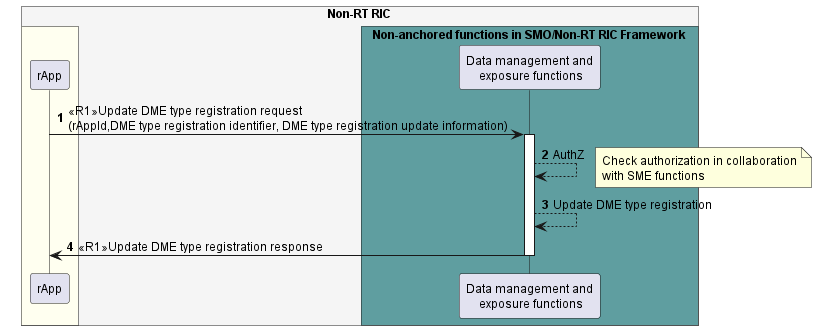 Non-RT RIC
Non-anchored functions in SMO/Non-RT RIC Framework
rApp
Data management and
exposure functions
1 «R1»Update DME type registration request
(rAppId,DME type registration identifier, DME type registration update information)
2 AuthZ
Check authorization in collaboration
with SME functions
3 Update DME type registration
4 «R1»Update DME type registration response
rApp
Data management and
exposure functions